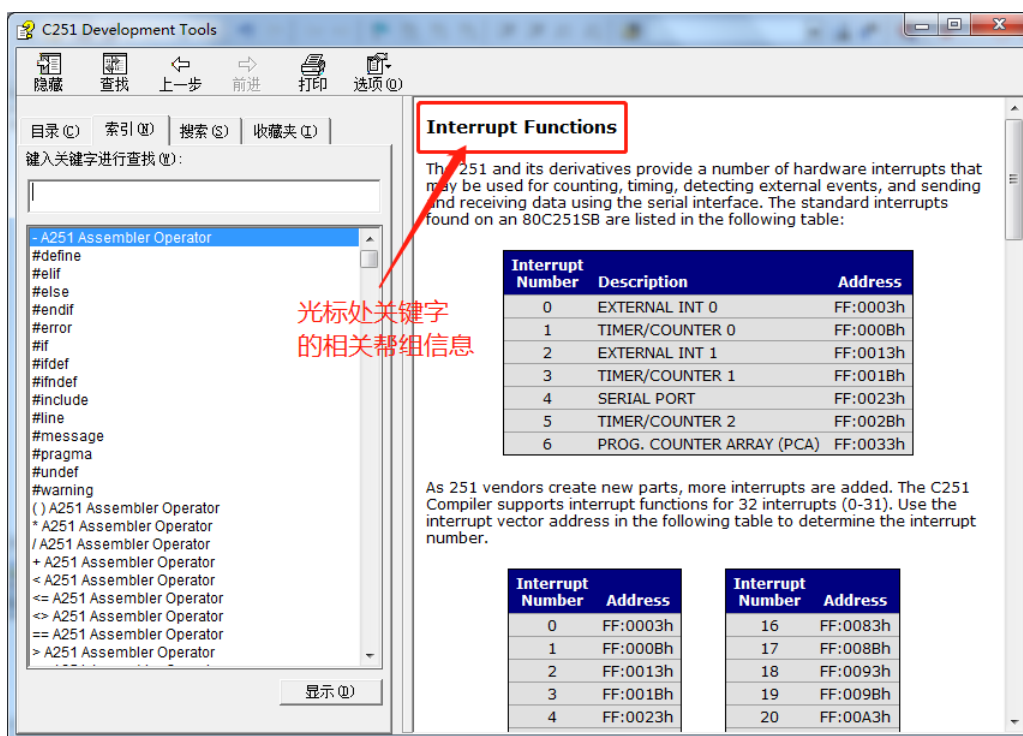 C251 Development Tools
隐藏 查找 上一步 前进 打印 选项(O)
目录(C) 索引(N) 搜索(S) 收藏夹(I)
键入关键字进行查找(W):
- A251 Assembler Operator
#define
#elif
#else
#endif
#error
#if
#ifdef
#ifndef
#include
#line
#message
#pragma
#undef
#warning
( ) A251 Assembler Operator
* A251 Assembler Operator
/ A251 Assembler Operator
+ A251 Assembler Operator
< A251 Assembler Operator
<= A251 Assembler Operator
<> A251 Assembler Operator
== A251 Assembler Operator
> A251 Assembler Operator
显示(D)
光标处关键字
的相关帮组信息
Interrupt Functions
The C251 and its derivatives provide a number of hardware interrupts that
may be used for counting, timing, detecting external events, and sending
and receiving data using the serial interface. The standard interrupts
found on an 80C251SB are listed in the following table:
Interrupt
Number Description Address
0 EXTERNAL INT 0 FF:0003h
1 TIMER/COUNTER 0 FF:000Bh
2 EXTERNAL INT 1 FF:0013h
3 TIMER/COUNTER 1 FF:001Bh
4 SERIAL PORT FF:0023h
5 TIMER/COUNTER 2 FF:002Bh
6 PROG. COUNTER ARRAY (PCA) FF:0033h
As 251 vendors create new parts, more interrupts are added. The C251
Compiler supports interrupt functions for 32 interrupts (0-31). Use the
interrupt vector address in the following table to determine the interrupt
number.
Interrupt Interrupt
Number Address Number Address
0 FF:0003h 16 FF:0083h
1 FF:000Bh 17 FF:008Bh
2 FF:0013h 18 FF:0093h
3 FF:001Bh 19 FF:009Bh
4 FF:0023h 20 FF:00A3h